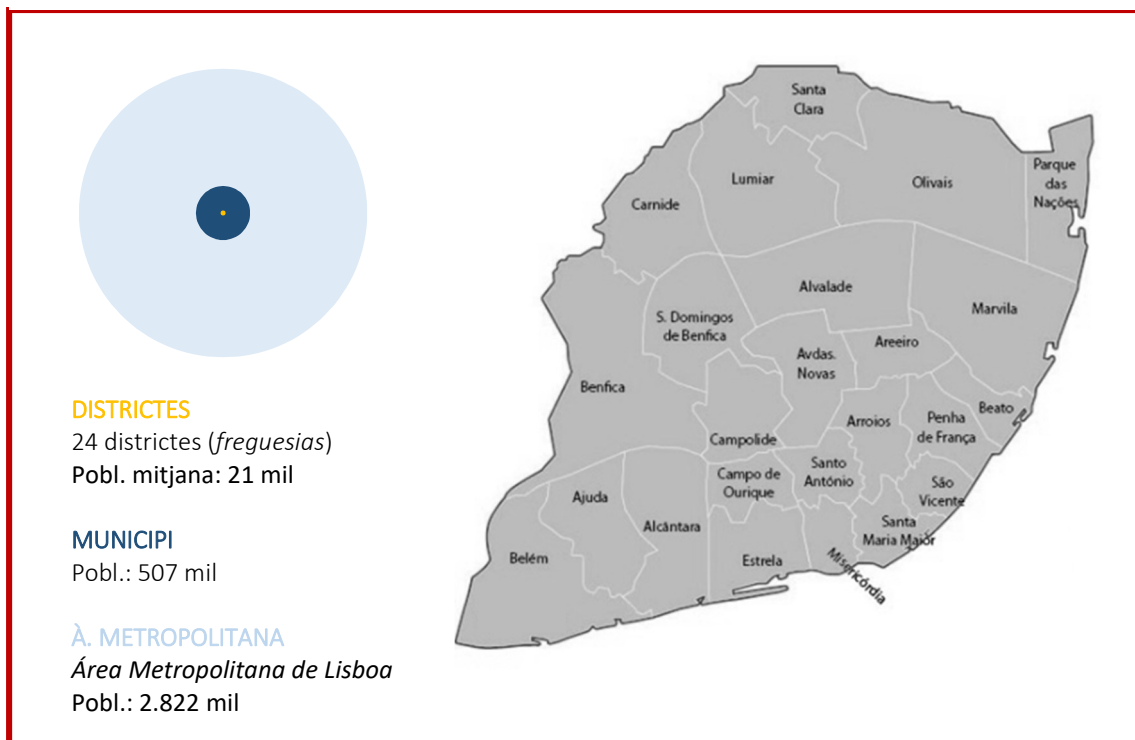 DISTRICTES
24 districtes (freguesias)
Pobl. mitjana: 21 mil
MUNICIPI
Pobl.: 507 mil
À. METROPOLITANA
Área Metropolitana de Lisboa
Pobl.: 2.822 mil
Santa
Clara
Lumiar
Olivais
Parque
das
Nações
Carnide
Alvalade
Marvila
S. Domingos
de Benfica
Areeiro
Avdas.
Novas
Benfica
Beato
Arroios
Penha
de França
Campolide
Santo
António
Campo de
Ourique
São
Vicente
Ajuda
Alcântara
Santa
Maria Maior
Belém
Estrela
Misericórdia